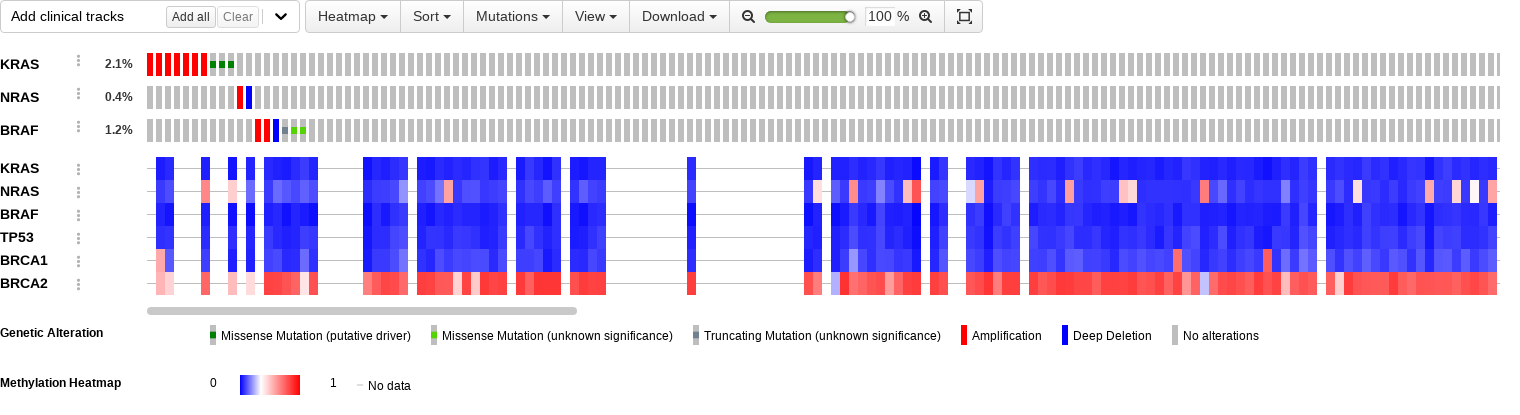 Add clinical tracks Add all Clear Heatmap Sort Mutations View Download 100 %
KRAS 2.1%
NRAS 0.4%
BRAF 1.2%
KRAS
NRAS
BRAF
TP53
BRCA1
BRCA2
Genetic Alteration Missense Mutation (putative driver) Missense Mutation (unknown significance) Truncating Mutation (unknown significance) Amplification Deep Deletion No alterations
Methylation Heatmap 0 1 No data